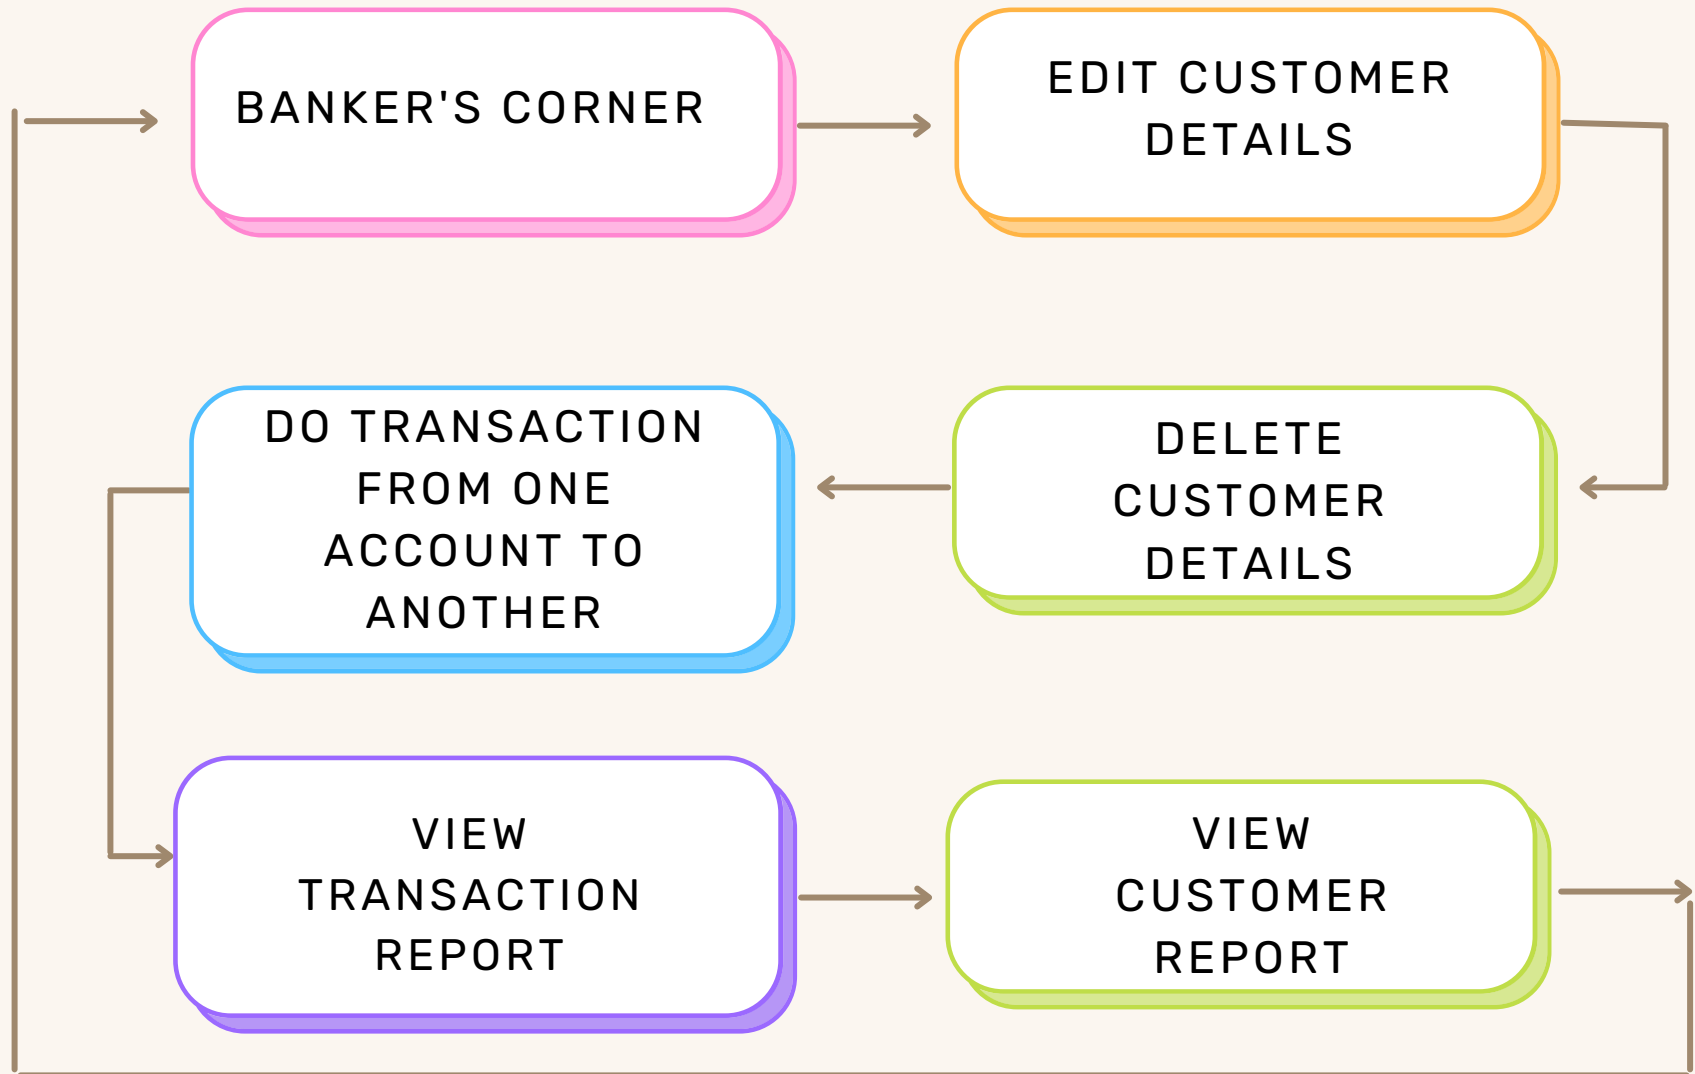 BANKER'S CORNER
EDIT CUSTOMER
DETAILS
DO TRANSACTION
FROM ONE
ACCOUNT TO
ANOTHER
DELETE
CUSTOMER
DETAILS
VIEW
TRANSACTION
REPORT
VIEW
CUSTOMER
REPORT